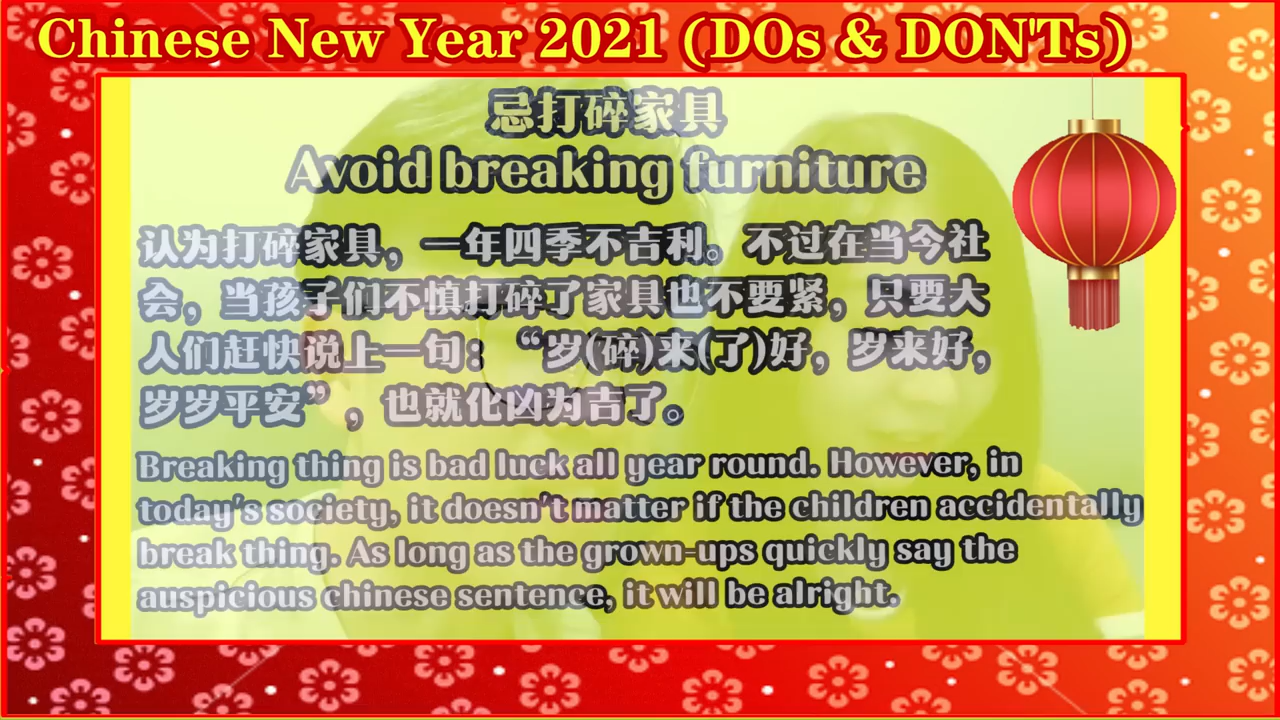 Chinese New Year 2021 (DOs & DON'Ts)
忌打碎家具
Avoid breaking furniture
认为打碎家具，一年四季不吉利。不过在当今社
会，当孩子们不慎打碎了家具也不要紧，只要大
人们赶快说上一句：“岁(碎)来(了)好，岁来好，
岁岁平安”，也就化凶为吉了。
Breaking thing is bad luck all year round. However, in
today's society, it doesn't matter if the children accidentally
break thing. As long as the grown-ups quickly say the
auspicious chinese sentence, it will be alright.